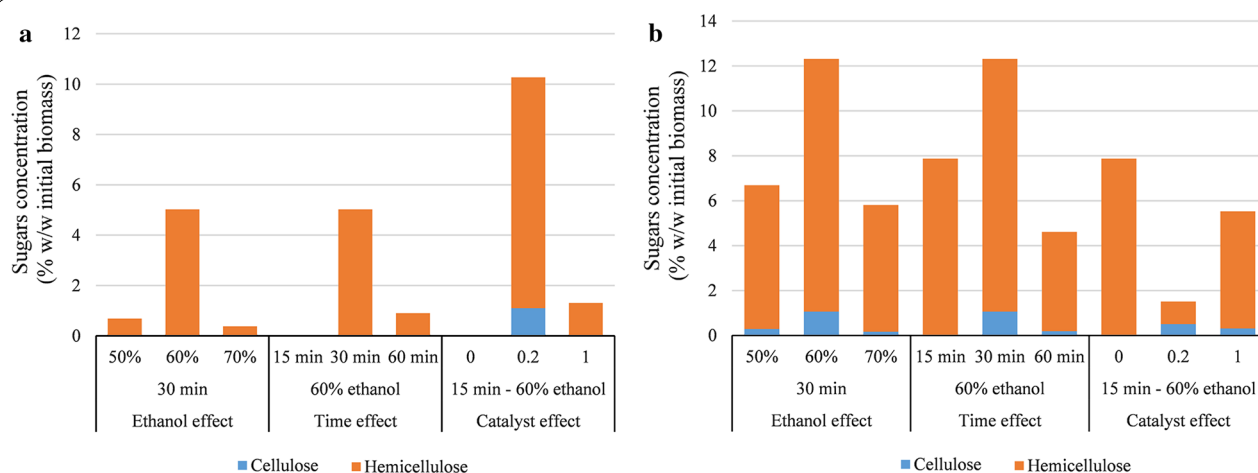 a
Sugars concentration
(% w/w initial biomass)
12
10
8
6
4
2
0
50% 60% 70% 15 min 30 min 60 min 0 0.2 1
30 min 60% ethanol 15 min - 60% ethanol
Ethanol effect Time effect Catalyst effect
Cellulose Hemicellulose
b
Sugars concentration
(% w/w initial biomass)
14
12
10
8
6
4
2
0
50% 60% 70% 15 min 30 min 60 min 0 0.2 1
30 min 60% ethanol 15 min - 60% ethanol
Ethanol effect Time effect Catalyst effect
Cellulose Hemicellulose